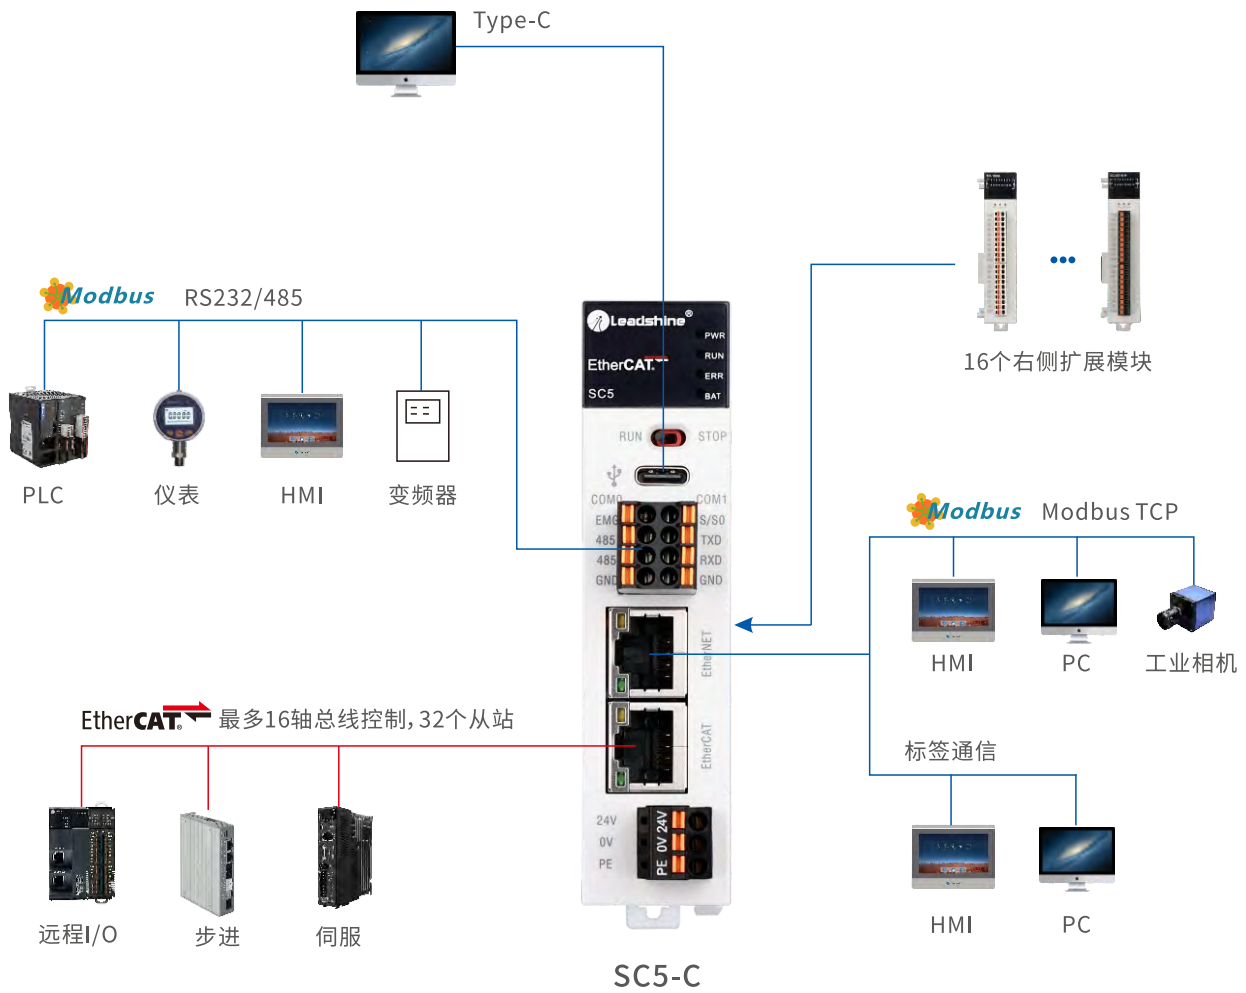 Type-C
Modbus RS232/485
PLC
仪表
HMI
变频器
16个右侧扩展模块
Leadshine®
EtherCAT
SC5
PWR
RUN
ERR
BAT
RUN STOP
COM0 COM1
EMG S/S0
485 TXD
485 RXD
GND GND
EtherNET
EtherCAT
24V
0V
PE
PE 0V 24V
Modbus Modbus TCP
HMI
PC
工业相机
EtherCAT 最多16轴总线控制,32个从站
远程I/O
步进
伺服
标签通信
HMI
PC
SC5-C